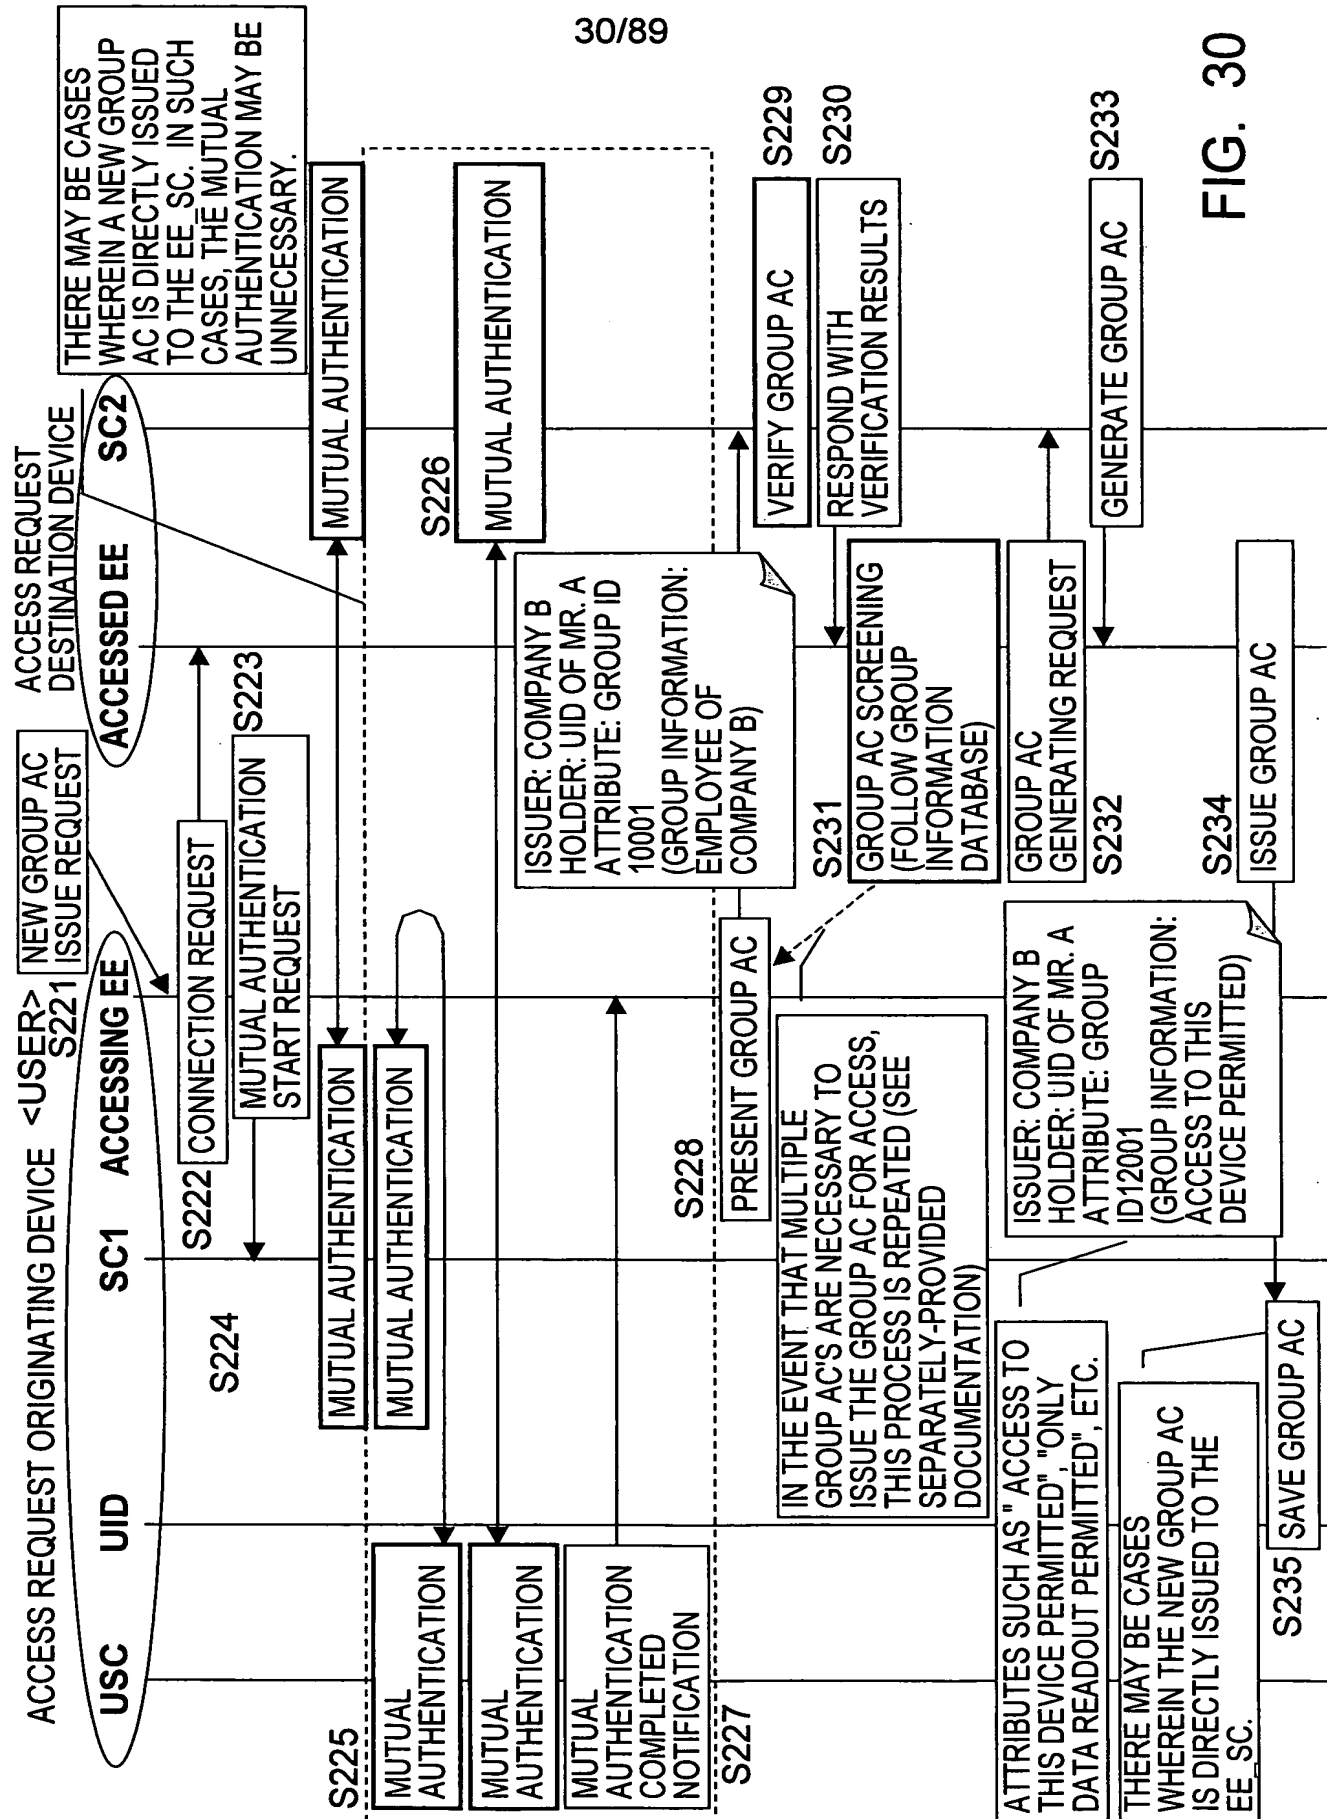 30/89
ACCESS REQUEST ORIGINATING DEVICE
<USER>
S221
NEW GROUP AC
ISSUE REQUEST
ACCESS REQUEST
DESTINATION DEVICE
USC
UID
SC1
ACCESSING EE
ACCESSED EE
SC2
THERE MAY BE CASES
WHEREIN A NEW GROUP
AC IS DIRECTLY ISSUED
TO THE EE_SC. IN SUCH
CASES, THE MUTUAL
AUTHENTICATION MAY BE
UNNECESSARY.
S222
CONNECTION REQUEST
S223
MUTUAL AUTHENTICATION
START REQUEST
S224
MUTUAL AUTHENTICATION
MUTUAL AUTHENTICATION
S225
MUTUAL
AUTHENTICATION
MUTUAL AUTHENTICATION
S226
MUTUAL
AUTHENTICATION
MUTUAL AUTHENTICATION
MUTUAL
AUTHENTICATION
COMPLETED
NOTIFICATION
S227
ISSUER: COMPANY B
HOLDER: UID OF MR. A
ATTRIBUTE: GROUP ID
10001
(GROUP INFORMATION:
EMPLOYEE OF
COMPANY B)
S228
PRESENT GROUP AC
VERIFY GROUP AC
S229
RESPOND WITH
VERIFICATION RESULTS
S230
IN THE EVENT THAT MULTIPLE
GROUP AC'S ARE NECESSARY TO
ISSUE THE GROUP AC FOR ACCESS,
THIS PROCESS IS REPEATED (SEE
SEPARATELY-PROVIDED
DOCUMENTATION)
S231
GROUP AC SCREENING
(FOLLOW GROUP
INFORMATION
DATABASE)
GROUP AC
GENERATING REQUEST
S232
GENERATE GROUP AC
S233
ATTRIBUTES SUCH AS " ACCESS TO
THIS DEVICE PERMITTED", "ONLY
DATA READOUT PERMITTED", ETC.
ISSUER: COMPANY B
HOLDER: UID OF MR. A
ATTRIBUTE: GROUP
ID12001
(GROUP INFORMATION:
ACCESS TO THIS
DEVICE PERMITTED)
S234
ISSUE GROUP AC
THERE MAY BE CASES
WHEREIN THE NEW GROUP AC
IS DIRECTLY ISSUED TO THE
EE_SC.
S235
SAVE GROUP AC
FIG. 30